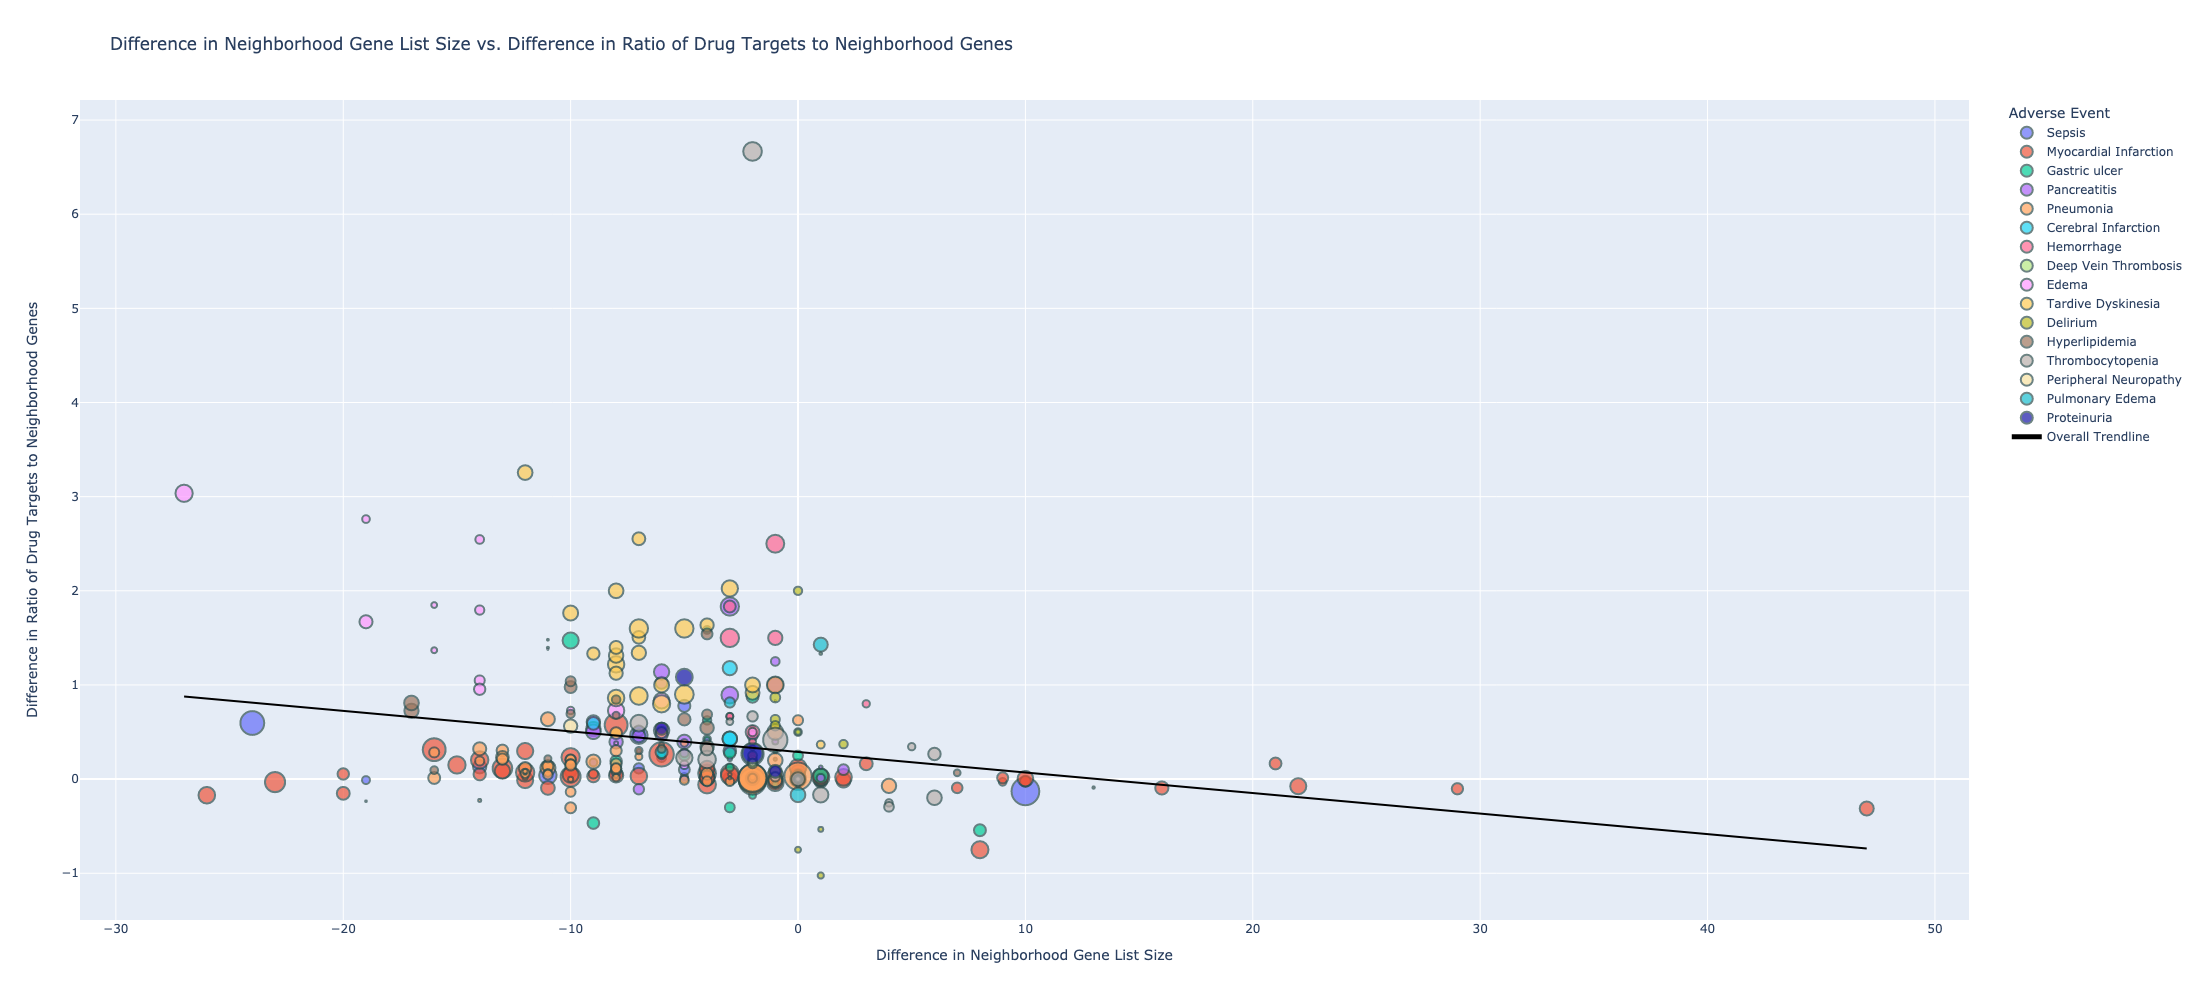 Difference in Neighborhood Gene List Size vs. Difference in Ratio of Drug Targets to Neighborhood Genes
Difference in Ratio of Drug Targets to Neighborhood Genes
7
6
5
4
3
2
1
0
−1
−30
−20
−10
0
10
20
30
40
50
Difference in Neighborhood Gene List Size
Adverse Event
Sepsis
Myocardial Infarction
Gastric ulcer
Pancreatitis
Pneumonia
Cerebral Infarction
Hemorrhage
Deep Vein Thrombosis
Edema
Tardive Dyskinesia
Delirium
Hyperlipidemia
Thrombocytopenia
Peripheral Neuropathy
Pulmonary Edema
Proteinuria
Overall Trendline